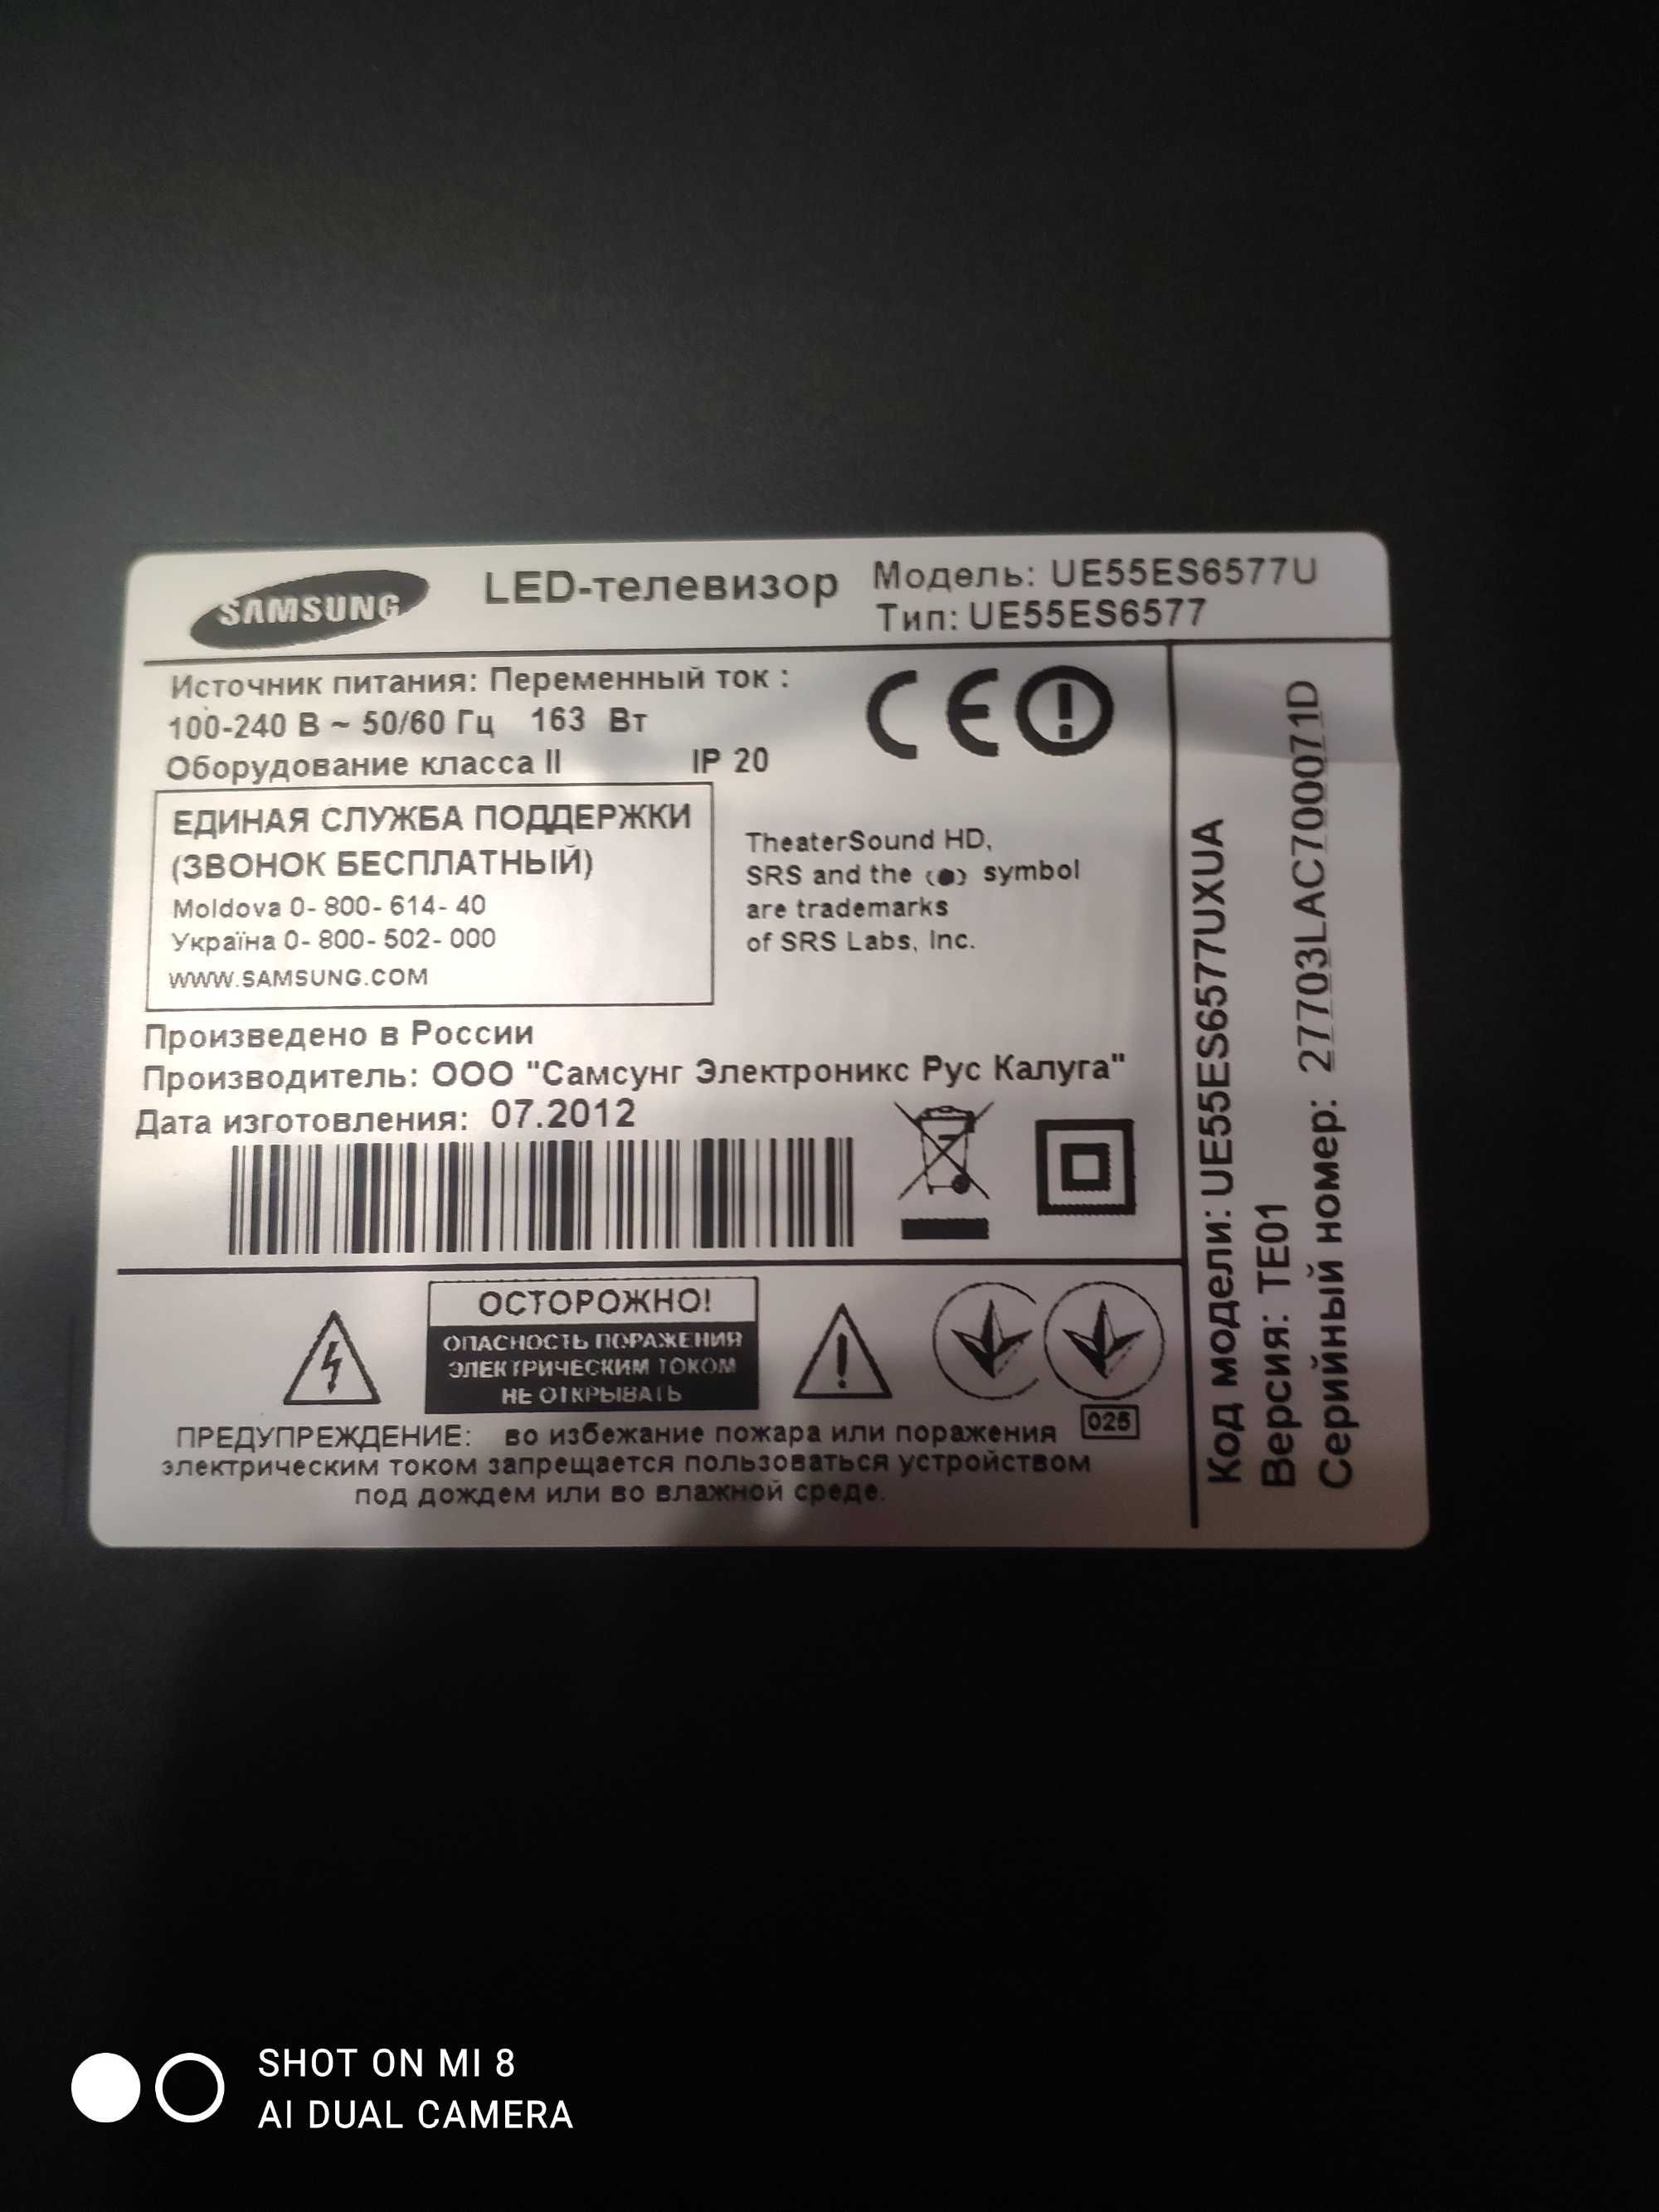 SAMSUNG
LED-телевизор
Модель: UE55ES6577U
Тип: UE55ES6577
Источник питания: Переменный ток :
100-240 В ~ 50/60 Гц 163 Вт
Оборудование класса II IP 20
ЕДИНАЯ СЛУЖБА ПОДДЕРЖКИ
(ЗВОНОК БЕСПЛАТНЫЙ)
Moldova 0- 800- 614- 40
Україна 0- 800- 502- 000
WWW.SAMSUNG.COM
TheaterSound HD,
SRS and the (●) symbol
are trademarks
of SRS Labs, Inc.
Произведено в России
Производитель: ООО "Самсунг Электроникс Рус Калуга"
Дата изготовления: 07.2012
ОСТОРОЖНО!
ОПАСНОСТЬ ПОРАЖЕНИЯ
ЭЛЕКТРИЧЕСКИМ ТОКОМ
НЕ ОТКРЫВАТЬ
025
ПРЕДУПРЕЖДЕНИЕ: во избежание пожара или поражения
электрическим током запрещается пользоваться устройством
под дождем или во влажной среде.
Код модели: UE55ES6577UXUA
Версия: TE01
Серийный номер: 27703LAC700071D
SHOT ON MI 8
AI DUAL CAMERA